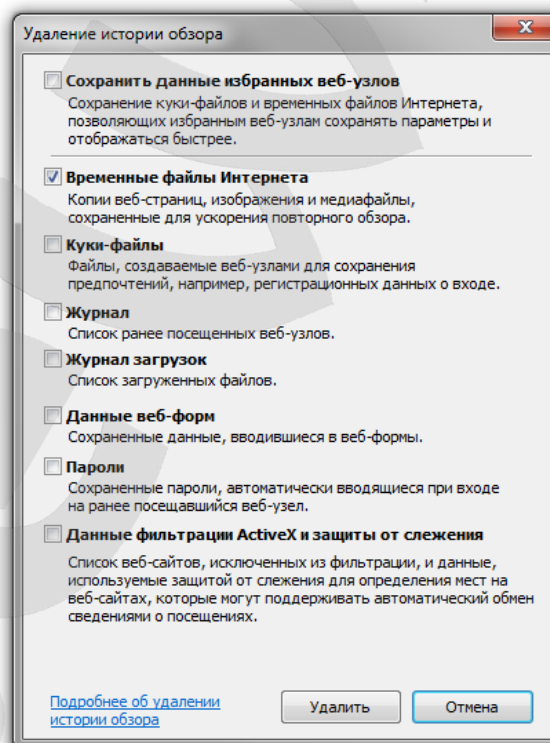 Удаление истории обзора
Сохранить данные избранных веб-узлов
Сохранение куки-файлов и временных файлов Интернета,
позволяющих избранным веб-узлам сохранять параметры и
отображаться быстрее.
Временные файлы Интернета
Копии веб-страниц, изображения и медиафайлы,
сохраненные для ускорения повторного обзора.
Куки-файлы
Файлы, создаваемые веб-узлами для сохранения
предпочтений, например, регистрационных данных о входе.
Журнал
Список ранее посещенных веб-узлов.
Журнал загрузок
Список загруженных файлов.
Данные веб-форм
Сохраненные данные, вводившиеся в веб-формы.
Пароли
Сохраненные пароли, автоматически вводящиеся при входе
на ранее посещавшийся веб-узел.
Данные фильтрации ActiveX и защиты от слежения
Список веб-сайтов, исключенных из фильтрации, и данные,
используемые защитой от слежения для определения мест на
веб-сайтах, которые могут поддерживать автоматический обмен
сведениями о посещениях.
Подробнее об удалении
истории обзора
Удалить
Отмена